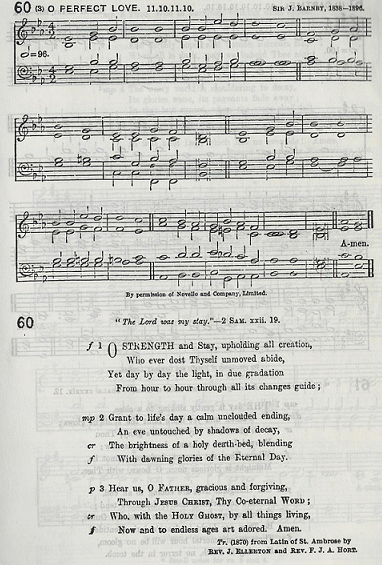 60 (3) O PERFECT LOVE. 11.10.11.10. SIR J. BARNBY, 1838–1896.
=96.
A-men.
By permission of Novello and Company, Limited.
60
"The Lord was my stay."—2 SAM. xxii. 19.
f 1 O STRENGTH and Stay, upholding all creation,
Who ever dost Thyself unmoved abide,
Yet day by day the light, in due gradation
From hour to hour through all its changes guide;
mp 2 Grant to life's day a calm unclouded ending,
An eve untouched by shadows of decay,
cr The brightness of a holy derth-bed, blending
f With dawning glories of the Eternal Day.
p 3 Hear us, O FATHER, gracious and forgiving,
Through JESUS CHRIST, Thy Co-eternal WORD;
cr Who, with the HOLY GHOST, by all things living,
f Now and to endless ages art adored. Amen.
Tr. (1870) from Latin of St. Ambrose by
REV. J. ELLERTON and REV. F. J. A. HORT.